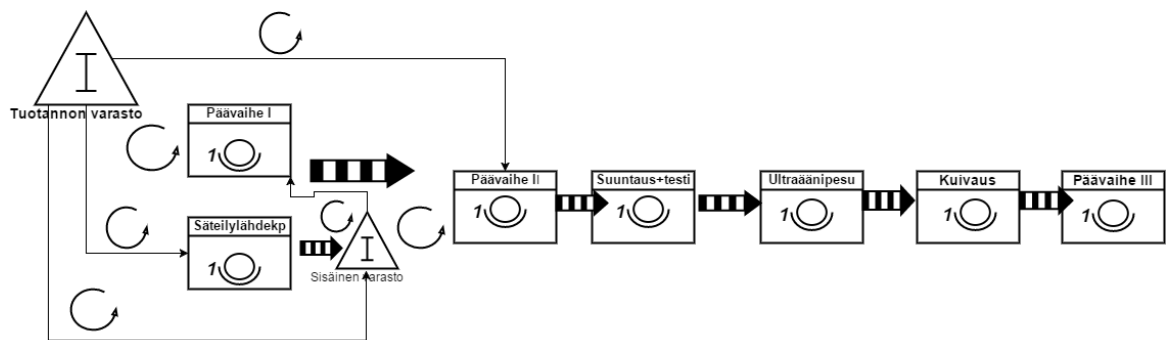 I
Tuotannon varasto
Päävaihe I
1
Säteilylähdekp
1
I
Sisäinen varasto
Päävaihe II
1
Suuntaus+testi
1
Ultraäänipesu
1
Kuivaus
1
Päävaihe III
1